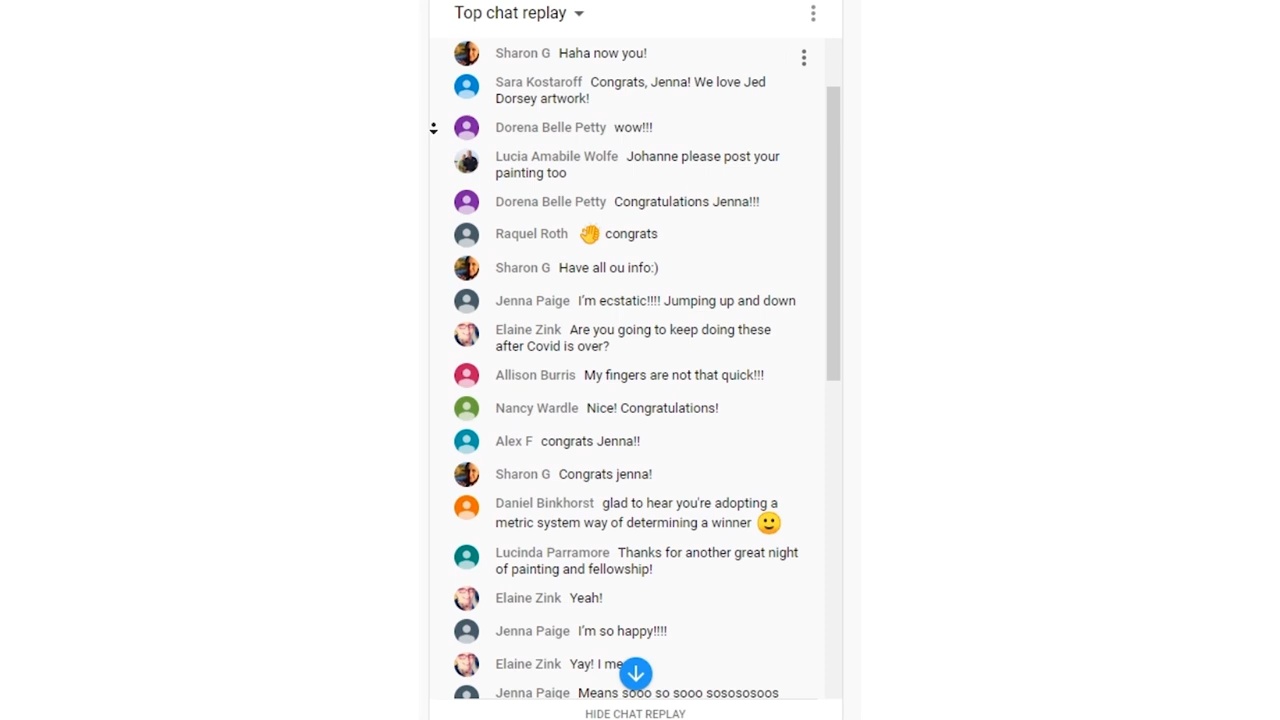 Top chat replay
Sharon G Haha now you!
Sara Kostaroff Congrats, Jenna! We love Jed
Dorsey artwork!
Dorena Belle Petty wow!!!
Lucia Amabile Wolfe Johanne please post your
painting too
Dorena Belle Petty Congratulations Jenna!!!
Raquel Roth 👋 congrats
Sharon G Have all ou info:)
Jenna Paige I'm ecstatic!!!! Jumping up and down
Elaine Zink Are you going to keep doing these
after Covid is over?
Allison Burris My fingers are not that quick!!!
Nancy Wardle Nice! Congratulations!
Alex F congrats Jenna!!
Sharon G Congrats jenna!
Daniel Binkhorst glad to hear you're adopting a
metric system way of determining a winner 🙂
Lucinda Parramore Thanks for another great night
of painting and fellowship!
Elaine Zink Yeah!
Jenna Paige I'm so happy!!!!
Elaine Zink Yay! I me
Jenna Paige Means sooo so sooo sosososoos
HIDE CHAT REPLAY